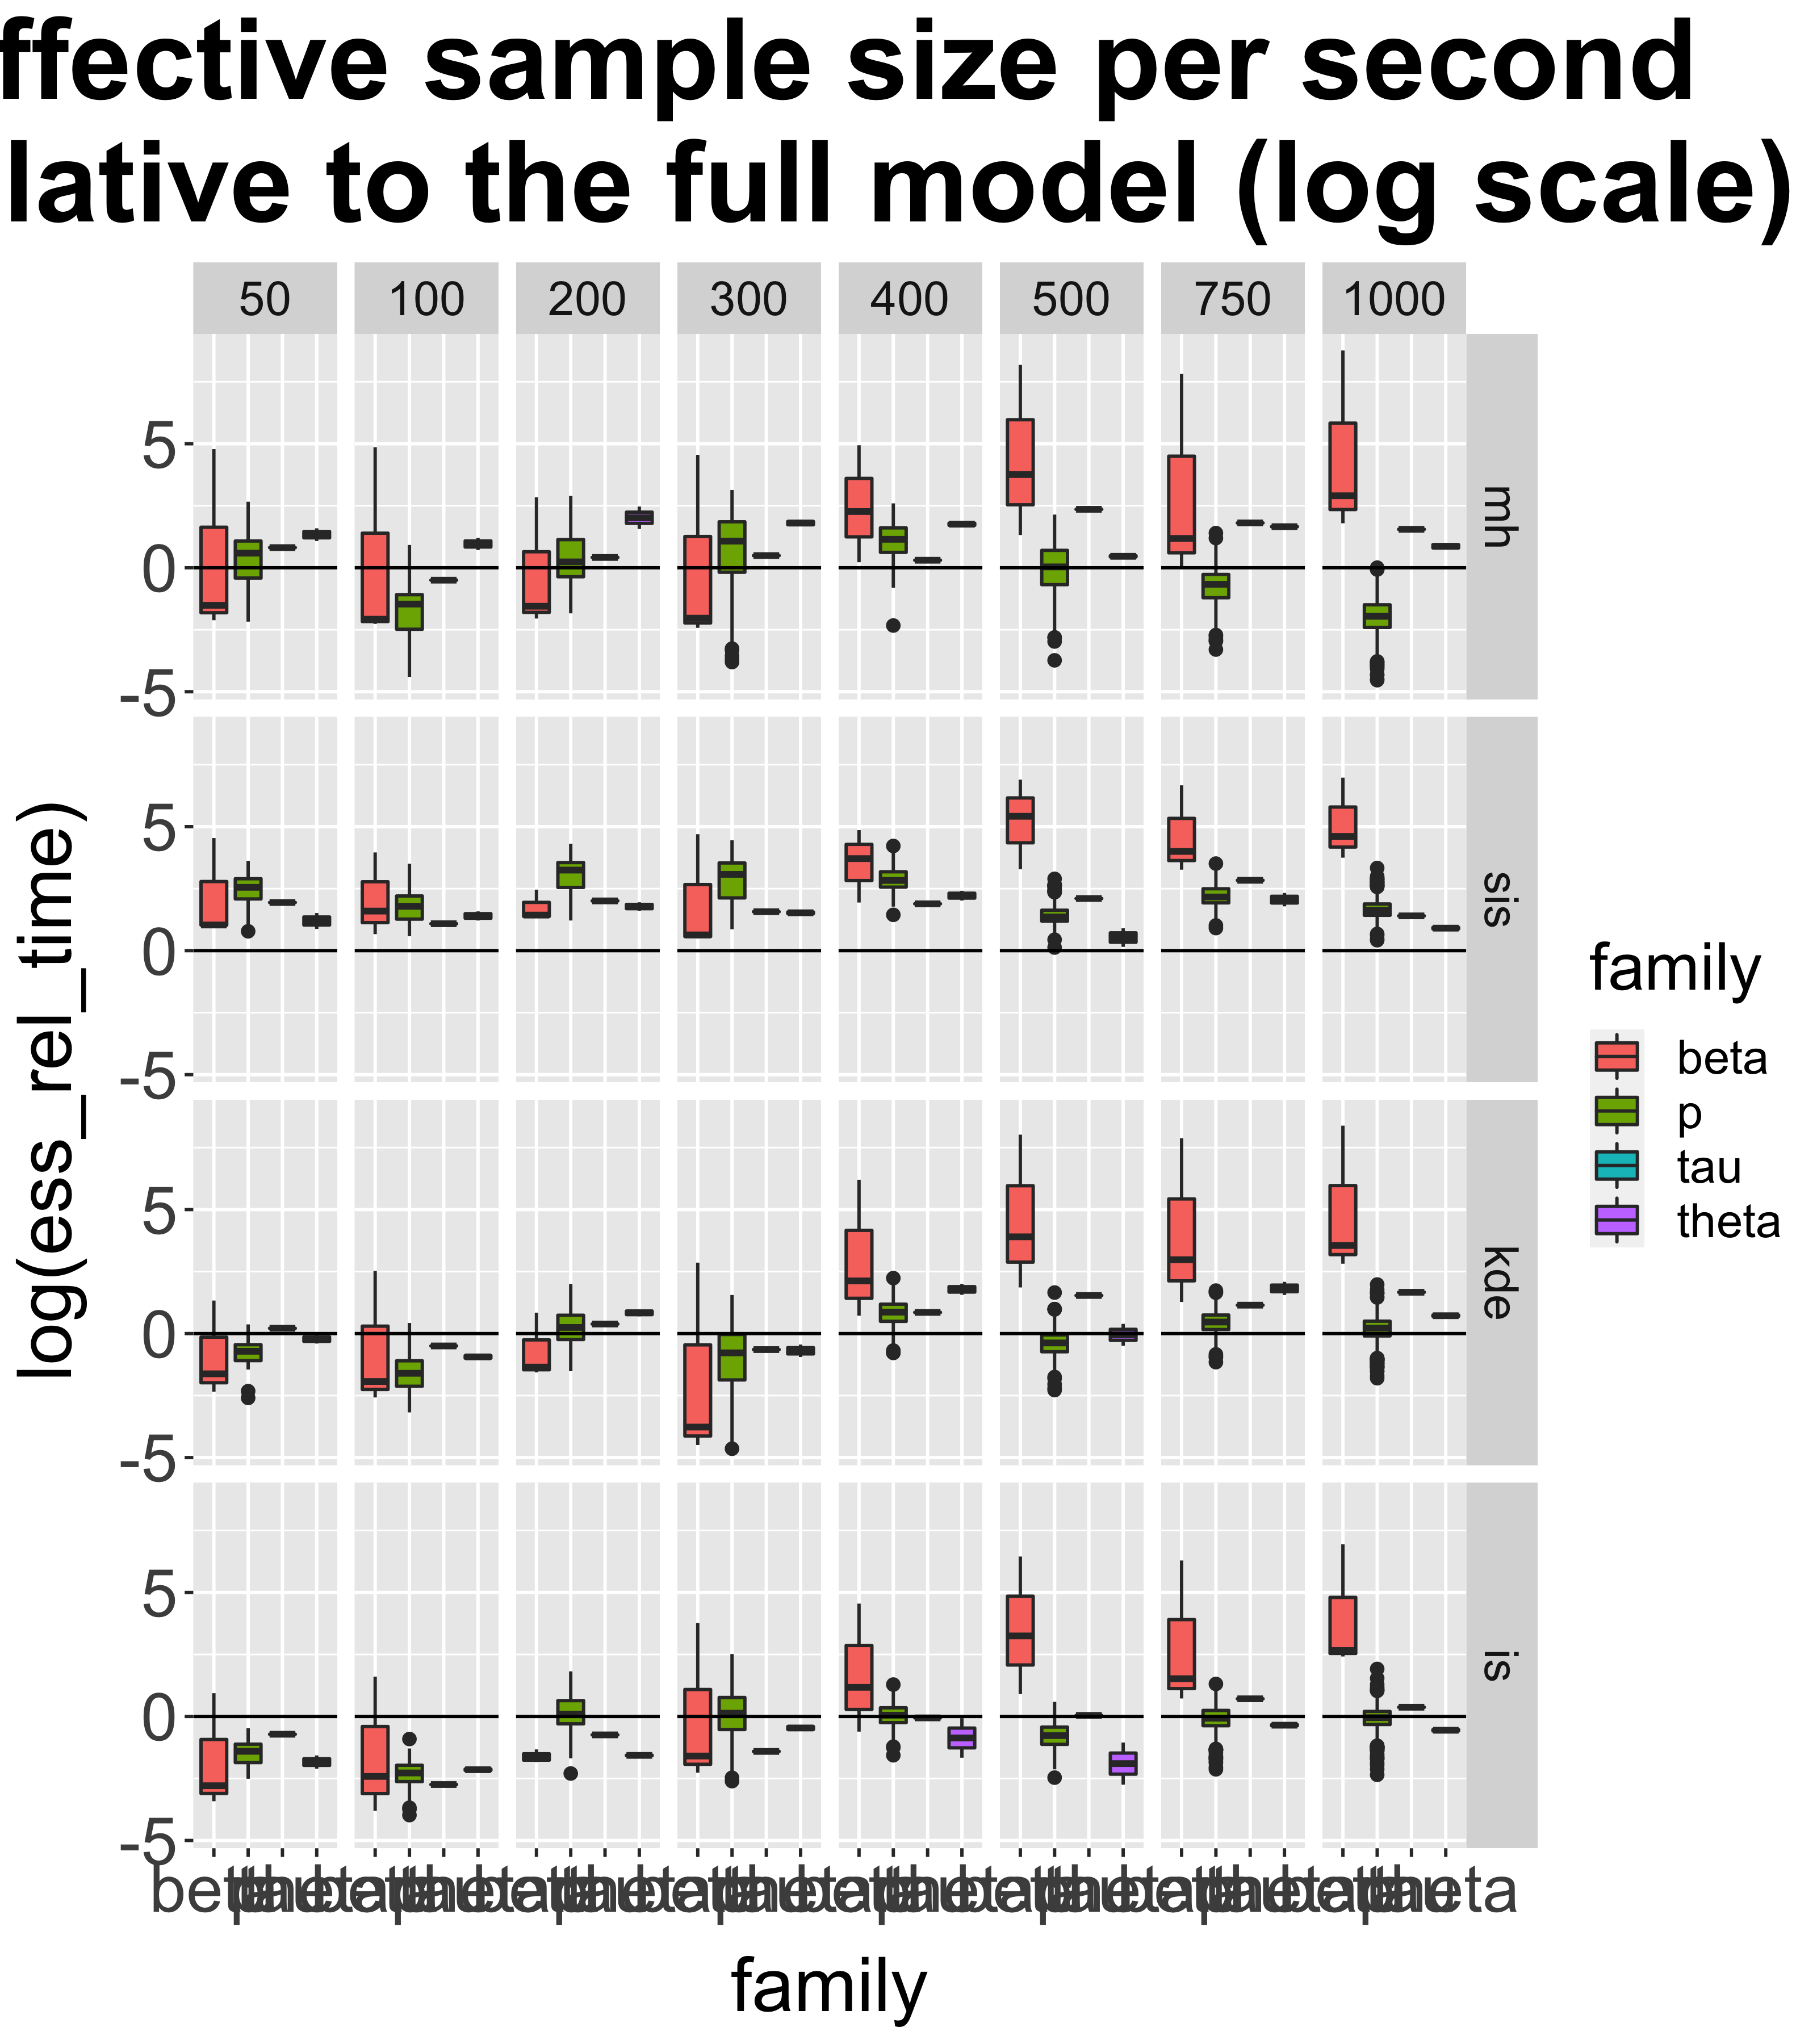 ffective sample size per second
lative to the full model (log scale)
50 100 200 300 400 500 750 1000
5
0
-5
mh
5
0
-5
sis
5
0
-5
kde
5
0
-5
is
log(ess_rel_time)
family
family
beta
p
tau
theta